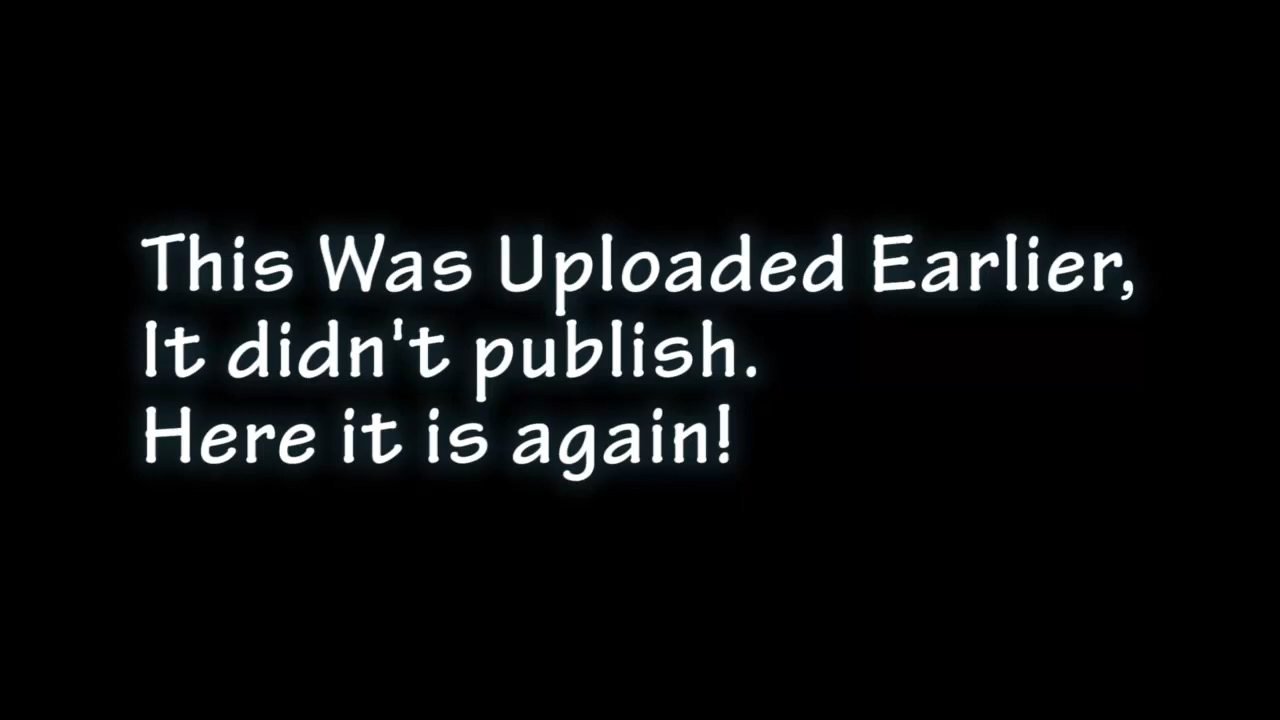 This Was Uploaded Earlier,
It didn't publish.
Here it is again!